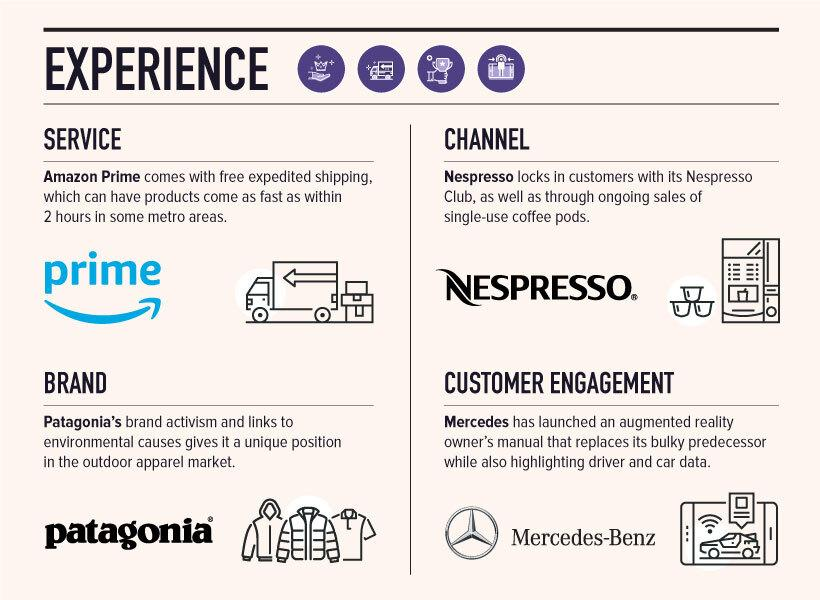 EXPERIENCE
SERVICE
Amazon Prime comes with free expedited shipping,
which can have products come as fast as within
2 hours in some metro areas.
prime
CHANNEL
Nespresso locks in customers with its Nespresso
Club, as well as through ongoing sales of
single-use coffee pods.
NESPRESSO®
BRAND
Patagonia's brand activism and links to
environmental causes gives it a unique position
in the outdoor apparel market.
patagonia®
CUSTOMER ENGAGEMENT
Mercedes has launched an augmented reality
owner's manual that replaces its bulky predecessor
while also highlighting driver and car data.
Mercedes-Benz